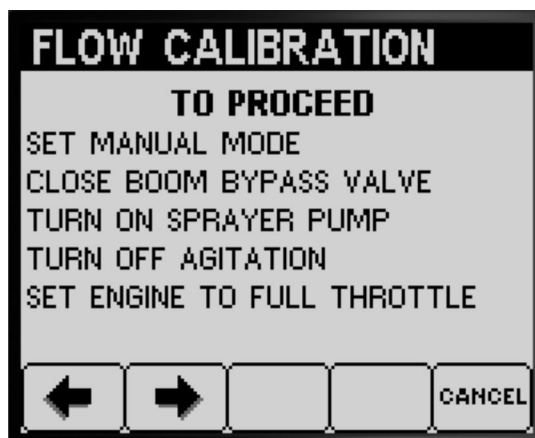 FLOW CALIBRATION
TO PROCEED
SET MANUAL MODE
CLOSE BOOM BYPASS VALVE
TURN ON SPRAYER PUMP
TURN OFF AGITATION
SET ENGINE TO FULL THROTTLE
CANCEL